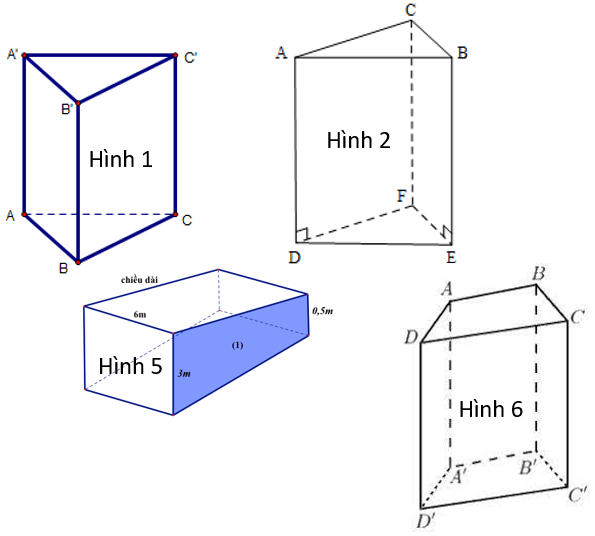 A'
C'
B'
Hình 1
A
C
B
C
A
B
Hình 2
F
D
E
chiều dài
6m
0,5m
(1)
Hình 5
3m
B
A
C
D
Hình 6
A'
B'
C'
D'